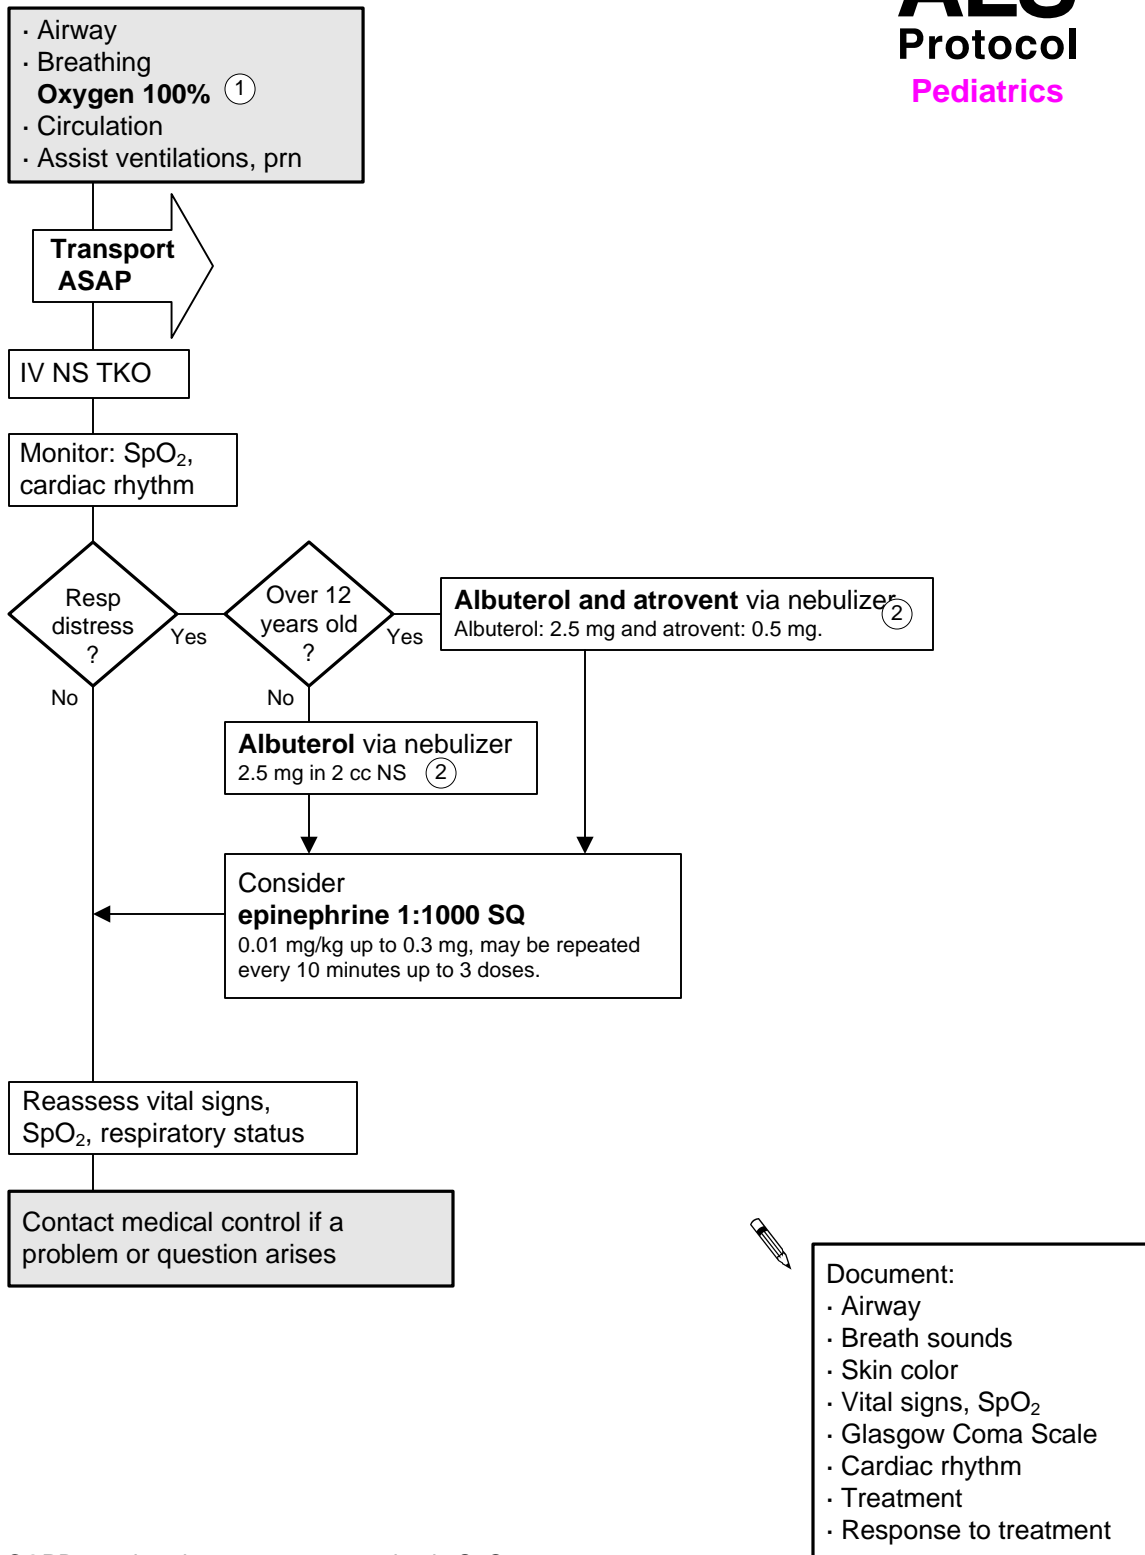 ALS
Protocol
Pediatrics
· Airway
· Breathing
Oxygen 100% 1
· Circulation
· Assist ventilations, prn
Transport
ASAP
IV NS TKO
Monitor: SpO₂,
cardiac rhythm
Resp
distress
?
Yes
No
Over 12
years old
?
Yes
No
Albuterol and atrovent via nebulizer
Albuterol: 2.5 mg and atrovent: 0.5 mg. 2
Albuterol via nebulizer
2.5 mg in 2 cc NS 2
Consider
epinephrine 1:1000 SQ
0.01 mg/kg up to 0.3 mg, may be repeated
every 10 minutes up to 3 doses.
Reassess vital signs,
SpO₂, respiratory status
Contact medical control if a
problem or question arises
Document:
· Airway
· Breath sounds
· Skin color
· Vital signs, SpO₂
· Glasgow Coma Scale
· Cardiac rhythm
· Treatment
· Response to treatment